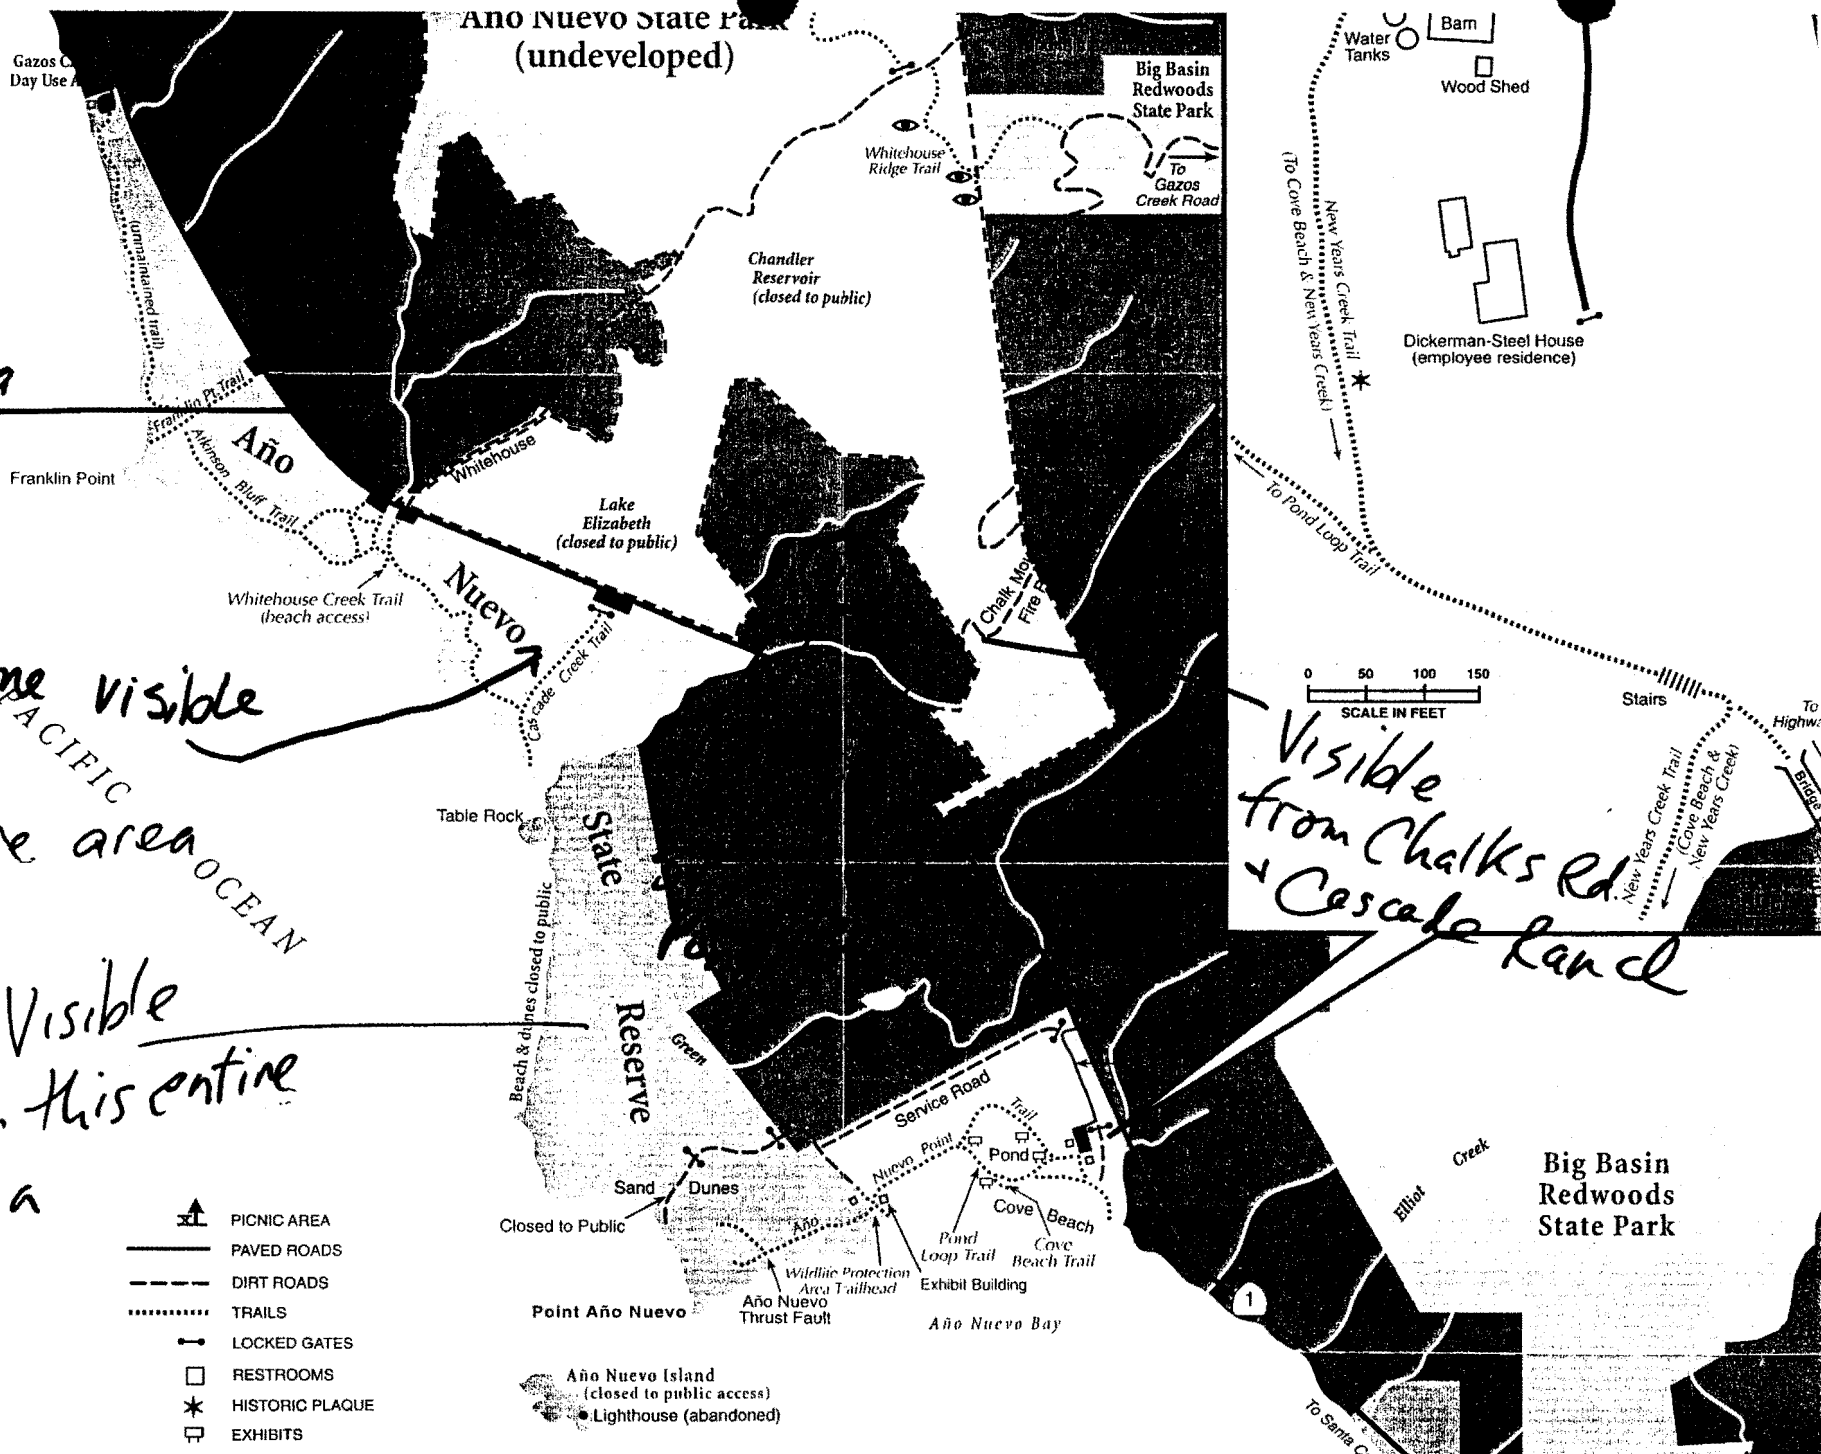 Año Nuevo State Park
(undeveloped)
Gazos
Day Use
(unmaintained trail)
Franklin Pt. Trail
Franklin Point
Atkinson Bluff Trail
Año
Nuevo
State
Reserve
Whitehouse
Whitehouse Creek Trail
(beach access)
Lake
Elizabeth
(closed to public)
Chandler
Reservoir
(closed to public)
Whitehouse
Ridge Trail
Big Basin
Redwoods
State Park
To
Gazos
Creek Road
Cascade Creek Trail
Table Rock
PACIFIC
OCEAN
visible
area
Visible
this entire
a
Beach & dunes closed to public
Green
Service Road
Trail
Pond
Año Nuevo Point
Sand Dunes
Closed to Public
Cove Beach
Pond
Loop Trail
Cove
Beach Trail
Wildlife Protection
Area Trailhead
Exhibit Building
Año Nuevo
Thrust Fault
Point Año Nuevo
Año Nuevo Bay
Año Nuevo Island
(closed to public access)
Lighthouse (abandoned)
PICNIC AREA
PAVED ROADS
DIRT ROADS
TRAILS
LOCKED GATES
RESTROOMS
HISTORIC PLAQUE
EXHIBITS
Chalk
Fire
Water
Tanks
Barn
Wood Shed
New Years Creek Trail
(To Cove Beach & New Years Creek)
Dickerman-Steel House
(employee residence)
To Pond Loop Trail
0 50 100 150
SCALE IN FEET
Stairs
To
Bridge
New Years Creek Trail
(Cove Beach &
New Years Creek)
Visible
from Chalks Rd.
+ Cascade Ranch
Elliot Creek
Big Basin
Redwoods
State Park
1
To Santa